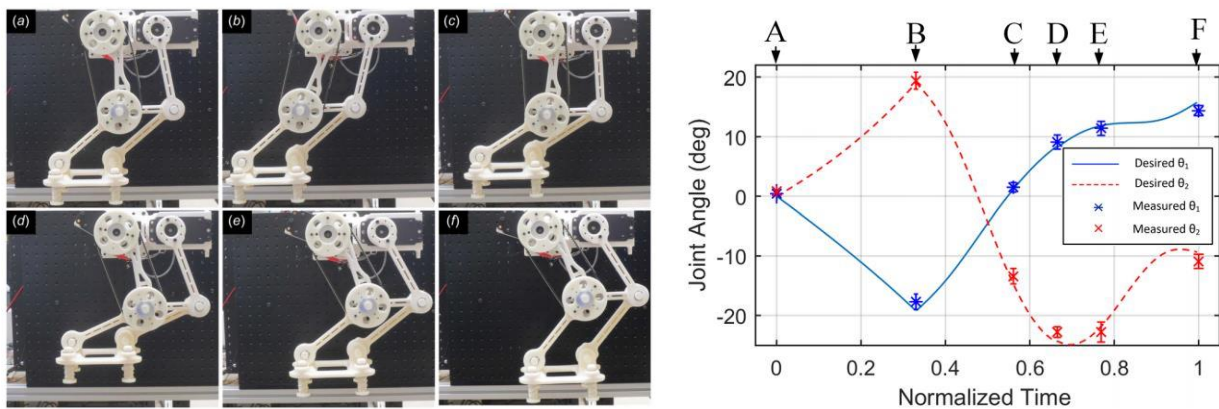 (a)
(b)
(c)
(d)
(e)
(f)
A B C D E F
20
10
0
-10
-20
Joint Angle (deg)
Desired θ₁
Desired θ₂
Measured θ₁
Measured θ₂
0 0.2 0.4 0.6 0.8 1
Normalized Time